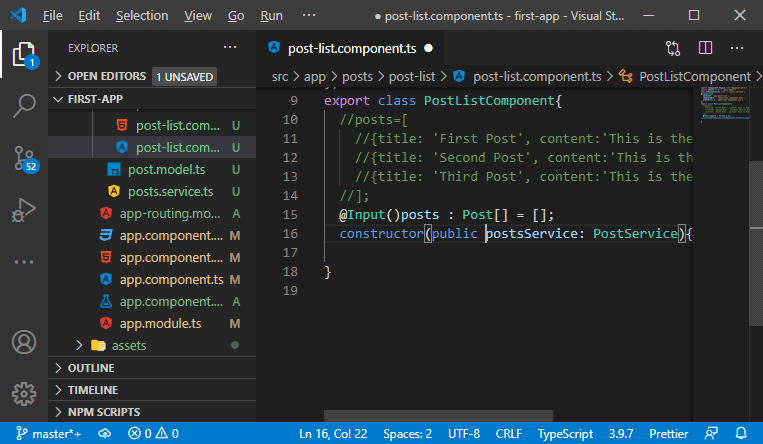 File Edit Selection View Go Run ··· ● post-list.component.ts - first-app - Visual St...
EXPLORER ···
OPEN EDITORS 1 UNSAVED
FIRST-APP
post-list.com... U
post-list.com... U
post.model.ts U
posts.service.ts U
app-routing.mo... A
app.component.... M
app.component.... M
app.component.ts M
app.component.... A
app.module.ts M
assets
OUTLINE
TIMELINE
NPM SCRIPTS
1
52
post-list.component.ts ●
src > app > posts > post-list > post-list.component.ts > PostListComponent
9 export class PostListComponent{
10 //posts=[
11 //{title: 'First Post', content:'This is the
12 //{title: 'Second Post', content:'This is the
13 //{title: 'Third Post', content:'This is the
14 //];
15 @Input()posts : Post[] = [];
16 constructor(public postsService: PostService){
17
18 }
19
master*+ 0 0 Ln 16, Col 22 Spaces: 2 UTF-8 CRLF TypeScript 3.9.7 Prettier